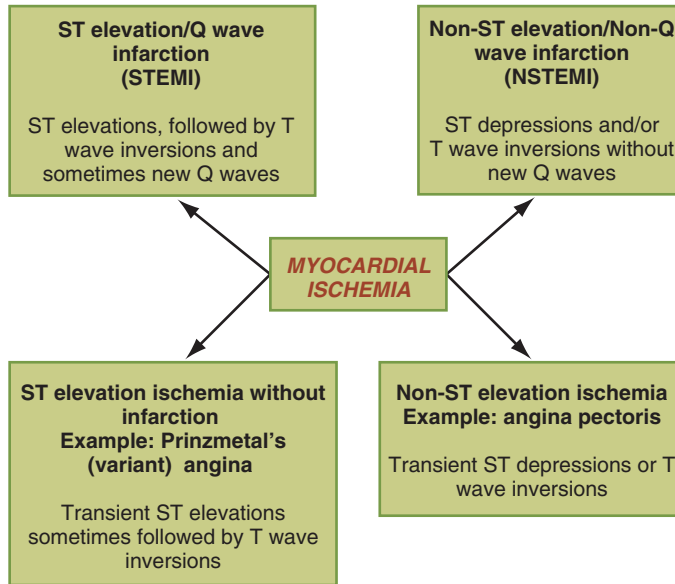 ST elevation/Q wave
infarction
(STEMI)
ST elevations, followed by T
wave inversions and
sometimes new Q waves
Non-ST elevation/Non-Q
wave infarction
(NSTEMI)
ST depressions and/or
T wave inversions without
new Q waves
MYOCARDIAL
ISCHEMIA
ST elevation ischemia without
infarction
Example: Prinzmetal's
(variant) angina
Transient ST elevations
sometimes followed by T wave
inversions
Non-ST elevation ischemia
Example: angina pectoris
Transient ST depressions or T
wave inversions